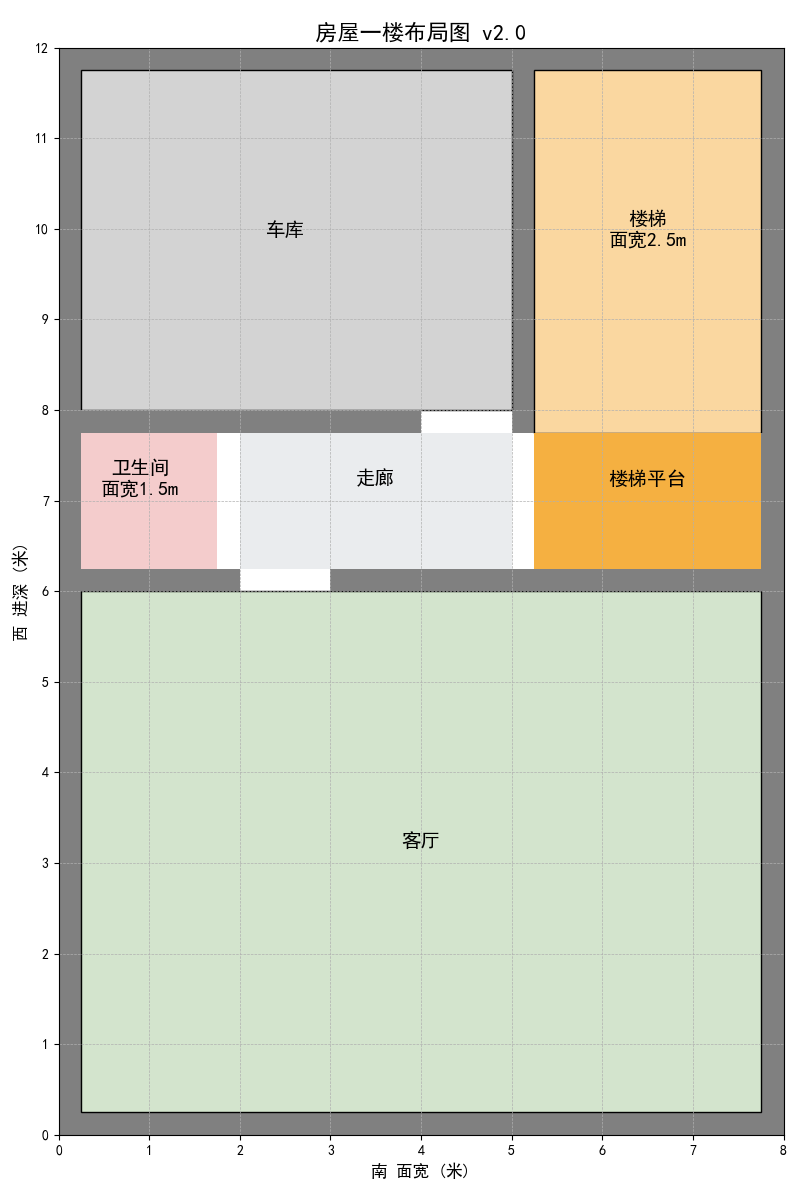 房屋一楼布局图 v2.0
12
11
10
9
8
7
6
5
4
3
2
1
0
西 进深 (米)
车库
楼梯
面宽2.5m
卫生间
面宽1.5m
走廊
楼梯平台
客厅
0 1 2 3 4 5 6 7 8
南 面宽 (米)